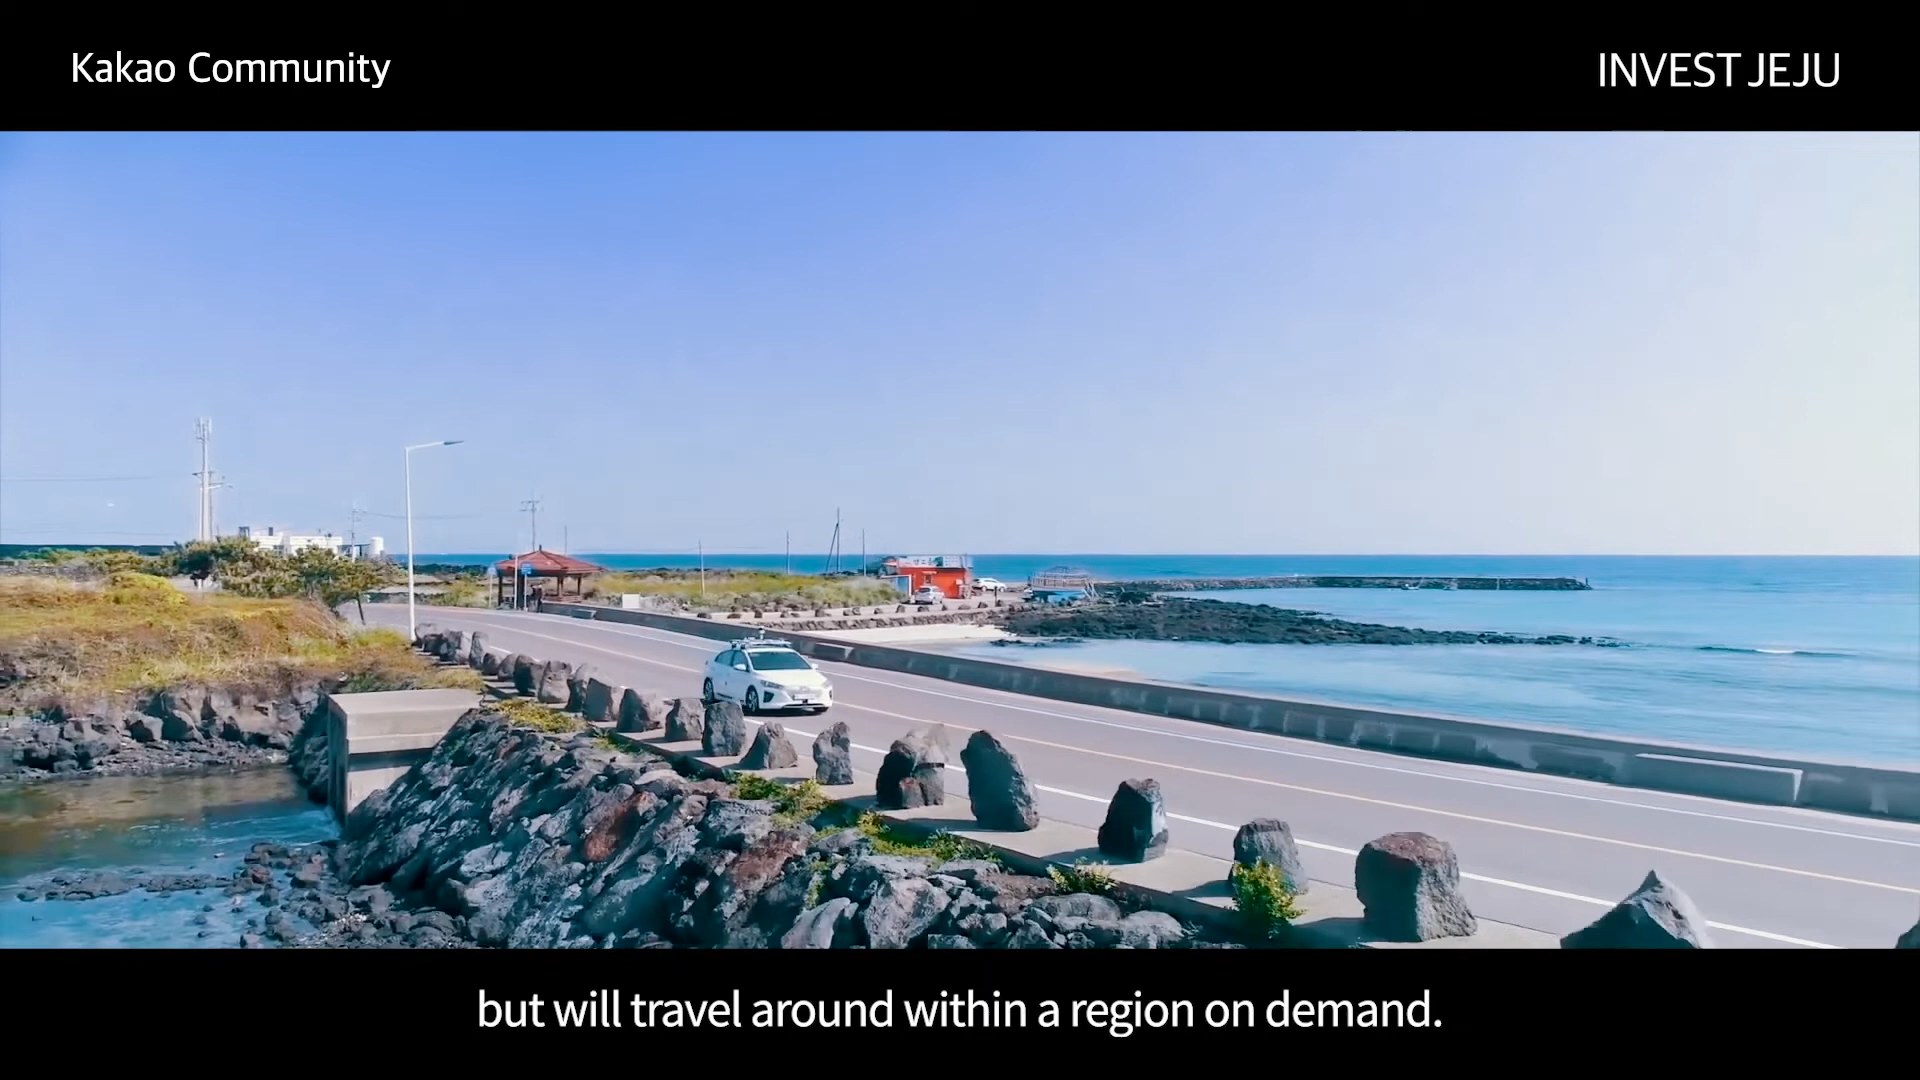 Kakao Community
INVEST JEJU
but will travel around within a region on demand.